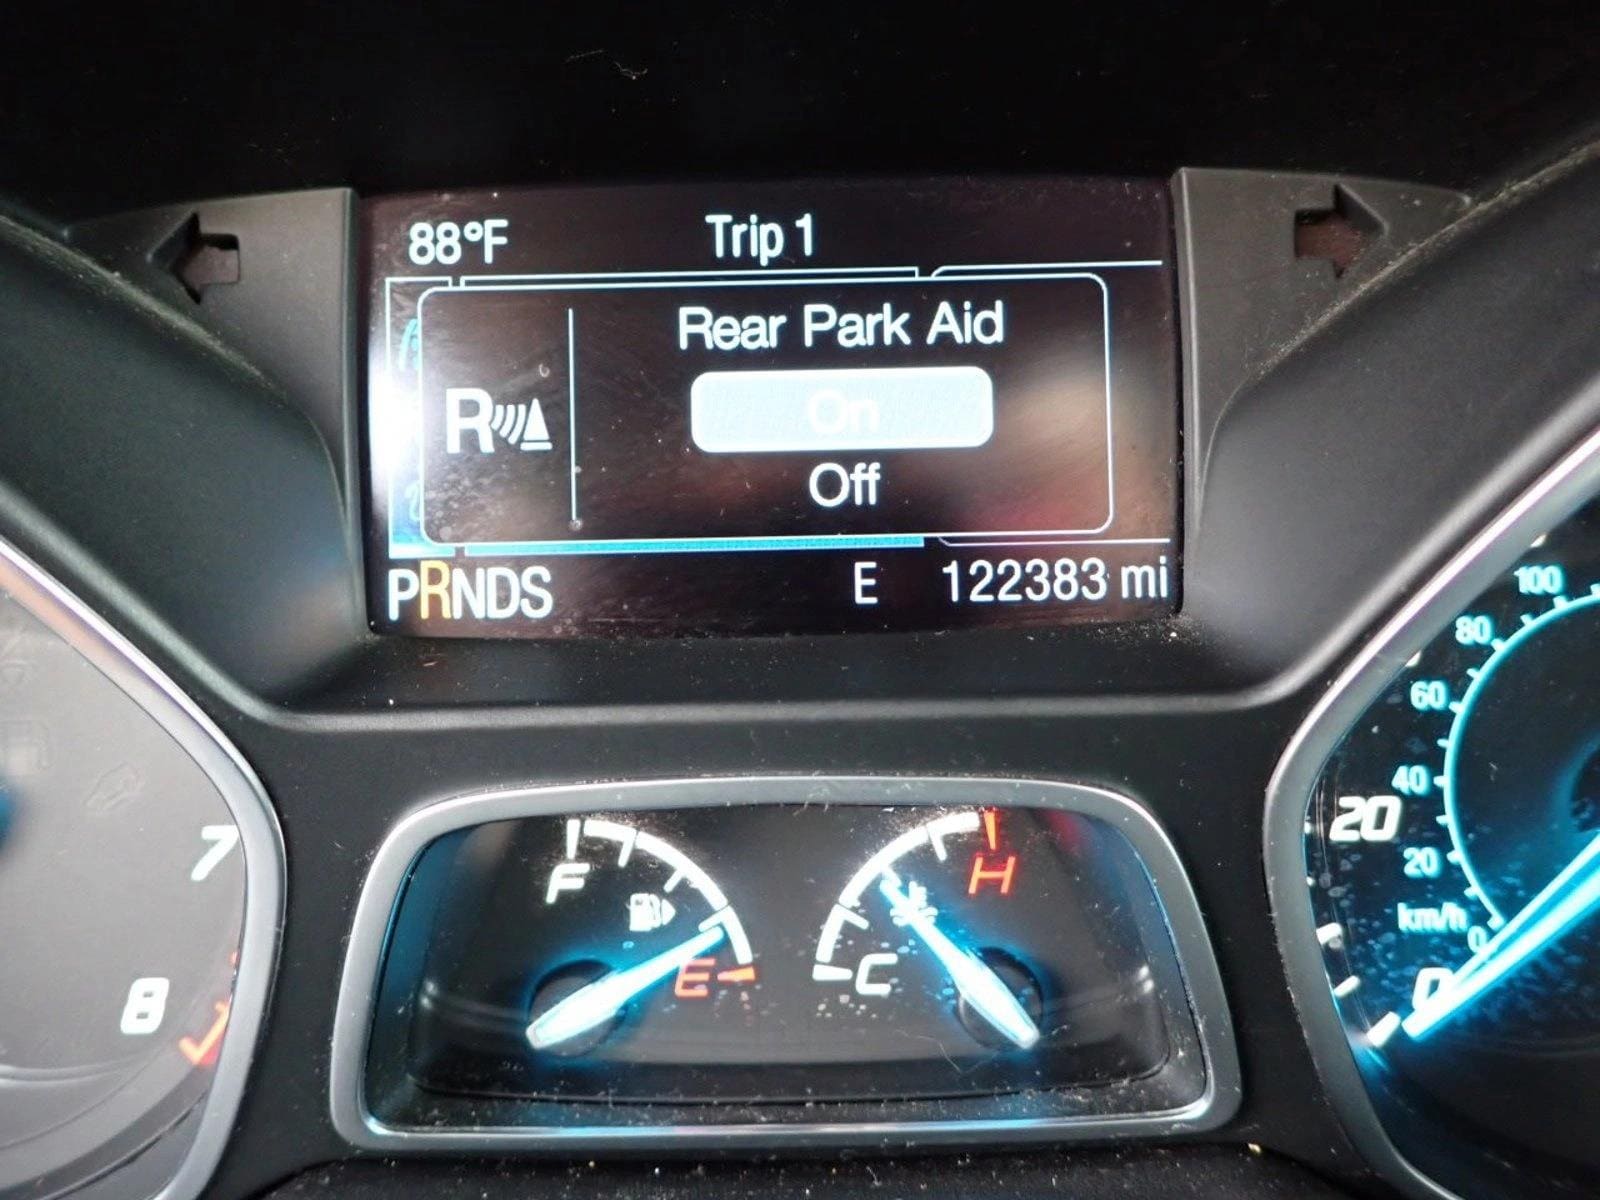 88°F Trip 1
Rear Park Aid
R On
Off
PRNDS E 122383 mi
100
80
60
40
20
20
km/h
0
0
7
8
F
E
H
C